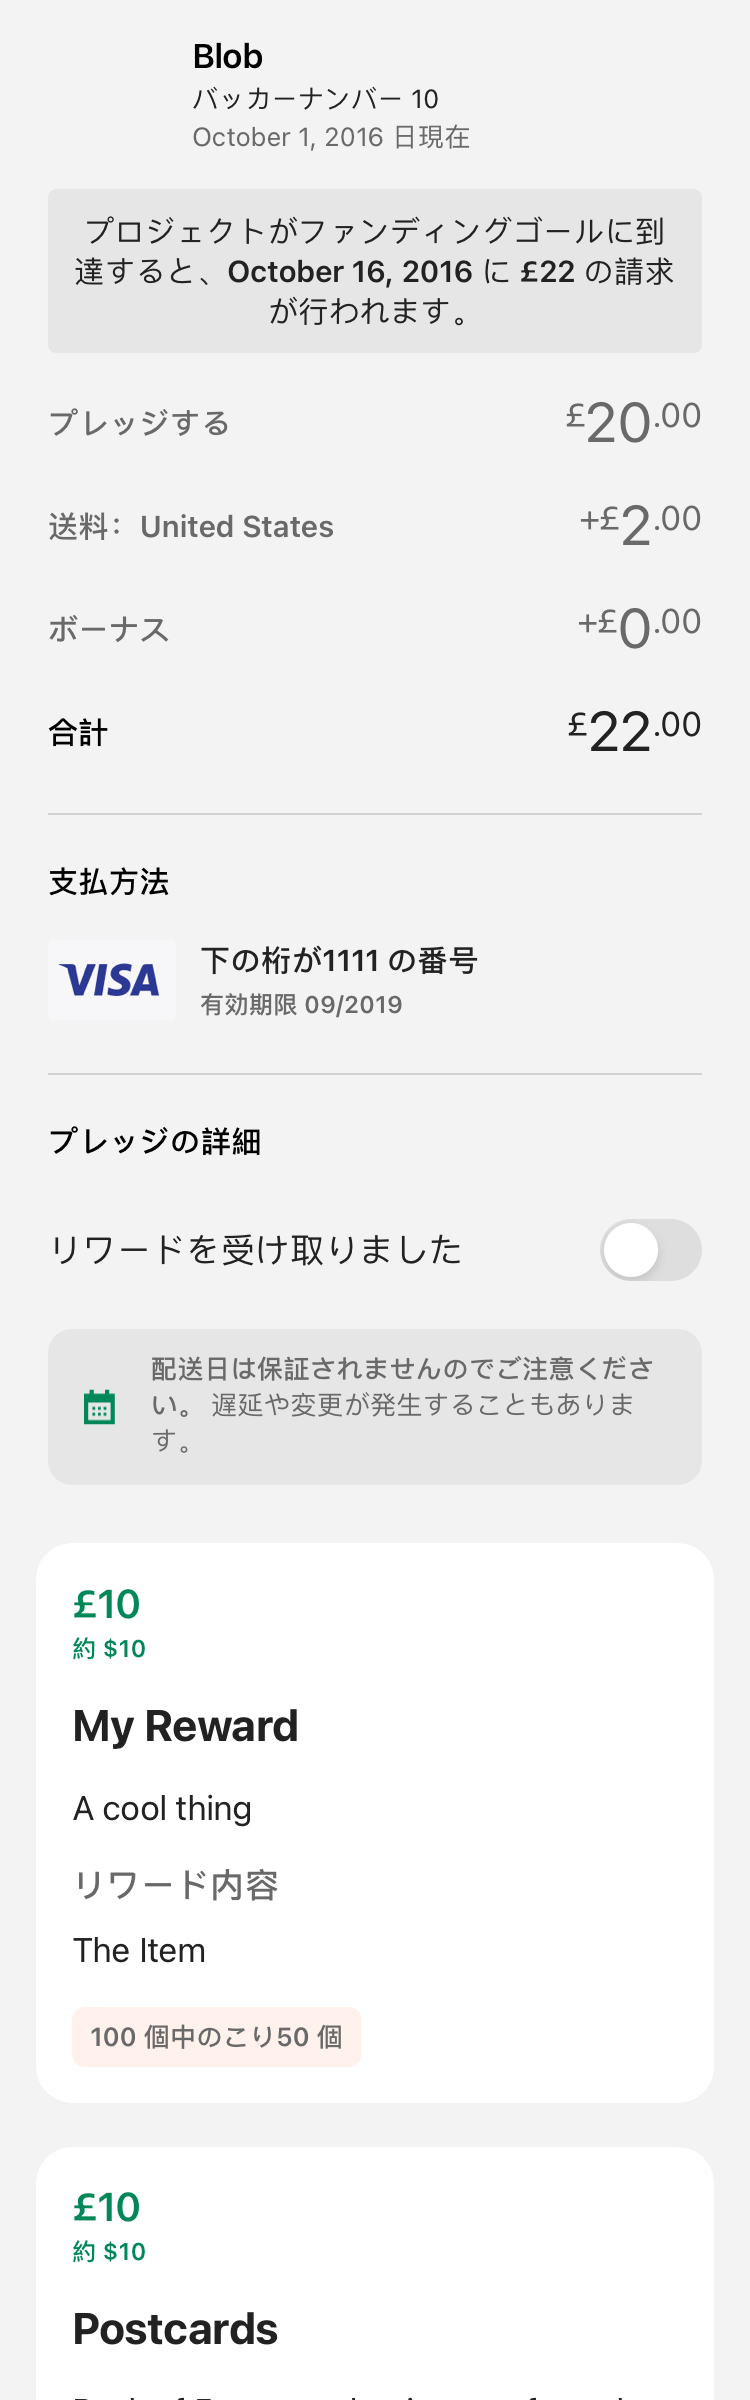 Blob
バッカーナンバー 10
October 1, 2016 日現在
プロジェクトがファンディングゴールに到
達すると、October 16, 2016 に £22 の請求
が行われます。
プレッジする £20.00
送料：United States +£2.00
ボーナス +£0.00
合計 £22.00
支払方法
VISA
下の桁が1111 の番号
有効期限 09/2019
プレッジの詳細
リワードを受け取りました
配送日は保証されませんのでご注意くださ
い。 遅延や変更が発生することもありま
す。
£10
約 $10
My Reward
A cool thing
リワード内容
The Item
100 個中のこり50 個
£10
約 $10
Postcards